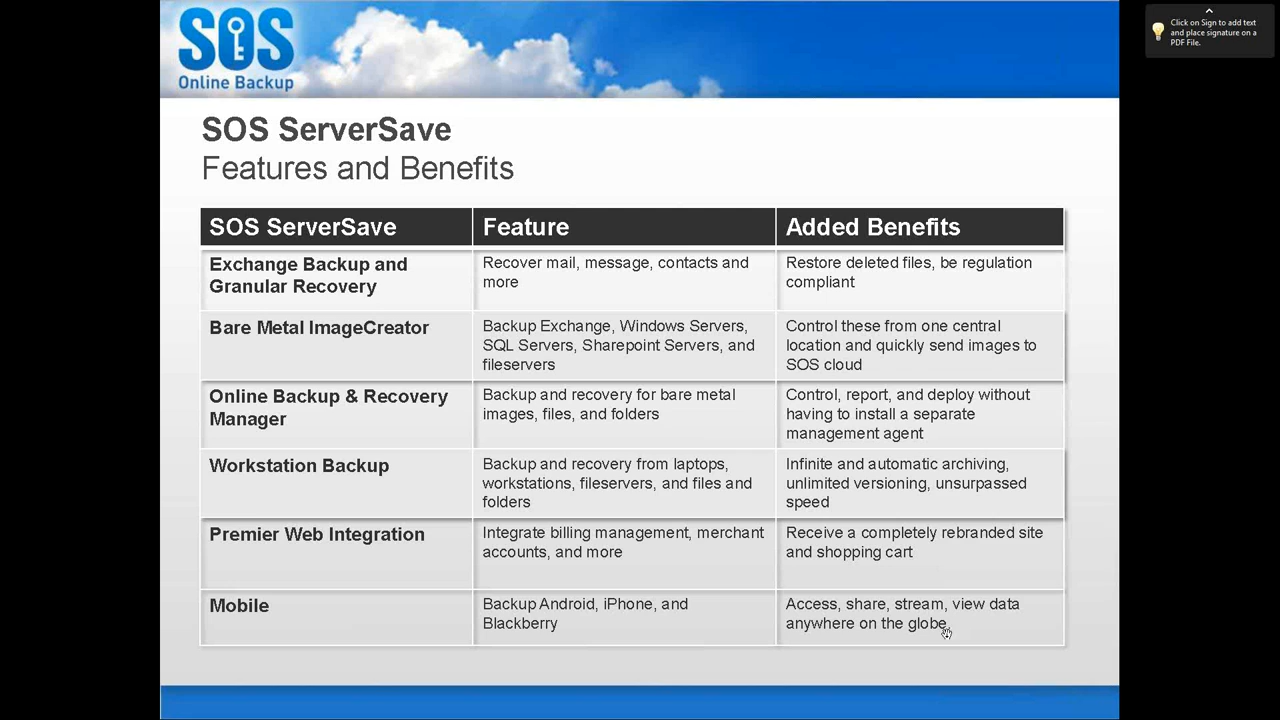 SOS
Online Backup
Click on Sign to add text
and place signature on a
PDF File.
SOS ServerSave
Features and Benefits
SOS ServerSave Feature Added Benefits
Exchange Backup and
Granular Recovery
Recover mail, message, contacts and
more
Restore deleted files, be regulation
compliant
Bare Metal ImageCreator
Backup Exchange, Windows Servers,
SQL Servers, Sharepoint Servers, and
fileservers
Control these from one central
location and quickly send images to
SOS cloud
Online Backup & Recovery
Manager
Backup and recovery for bare metal
images, files, and folders
Control, report, and deploy without
having to install a separate
management agent
Workstation Backup
Backup and recovery from laptops,
workstations, fileservers, and files and
folders
Infinite and automatic archiving,
unlimited versioning, unsurpassed
speed
Premier Web Integration
Integrate billing management, merchant
accounts, and more
Receive a completely rebranded site
and shopping cart
Mobile
Backup Android, iPhone, and
Blackberry
Access, share, stream, view data
anywhere on the globe